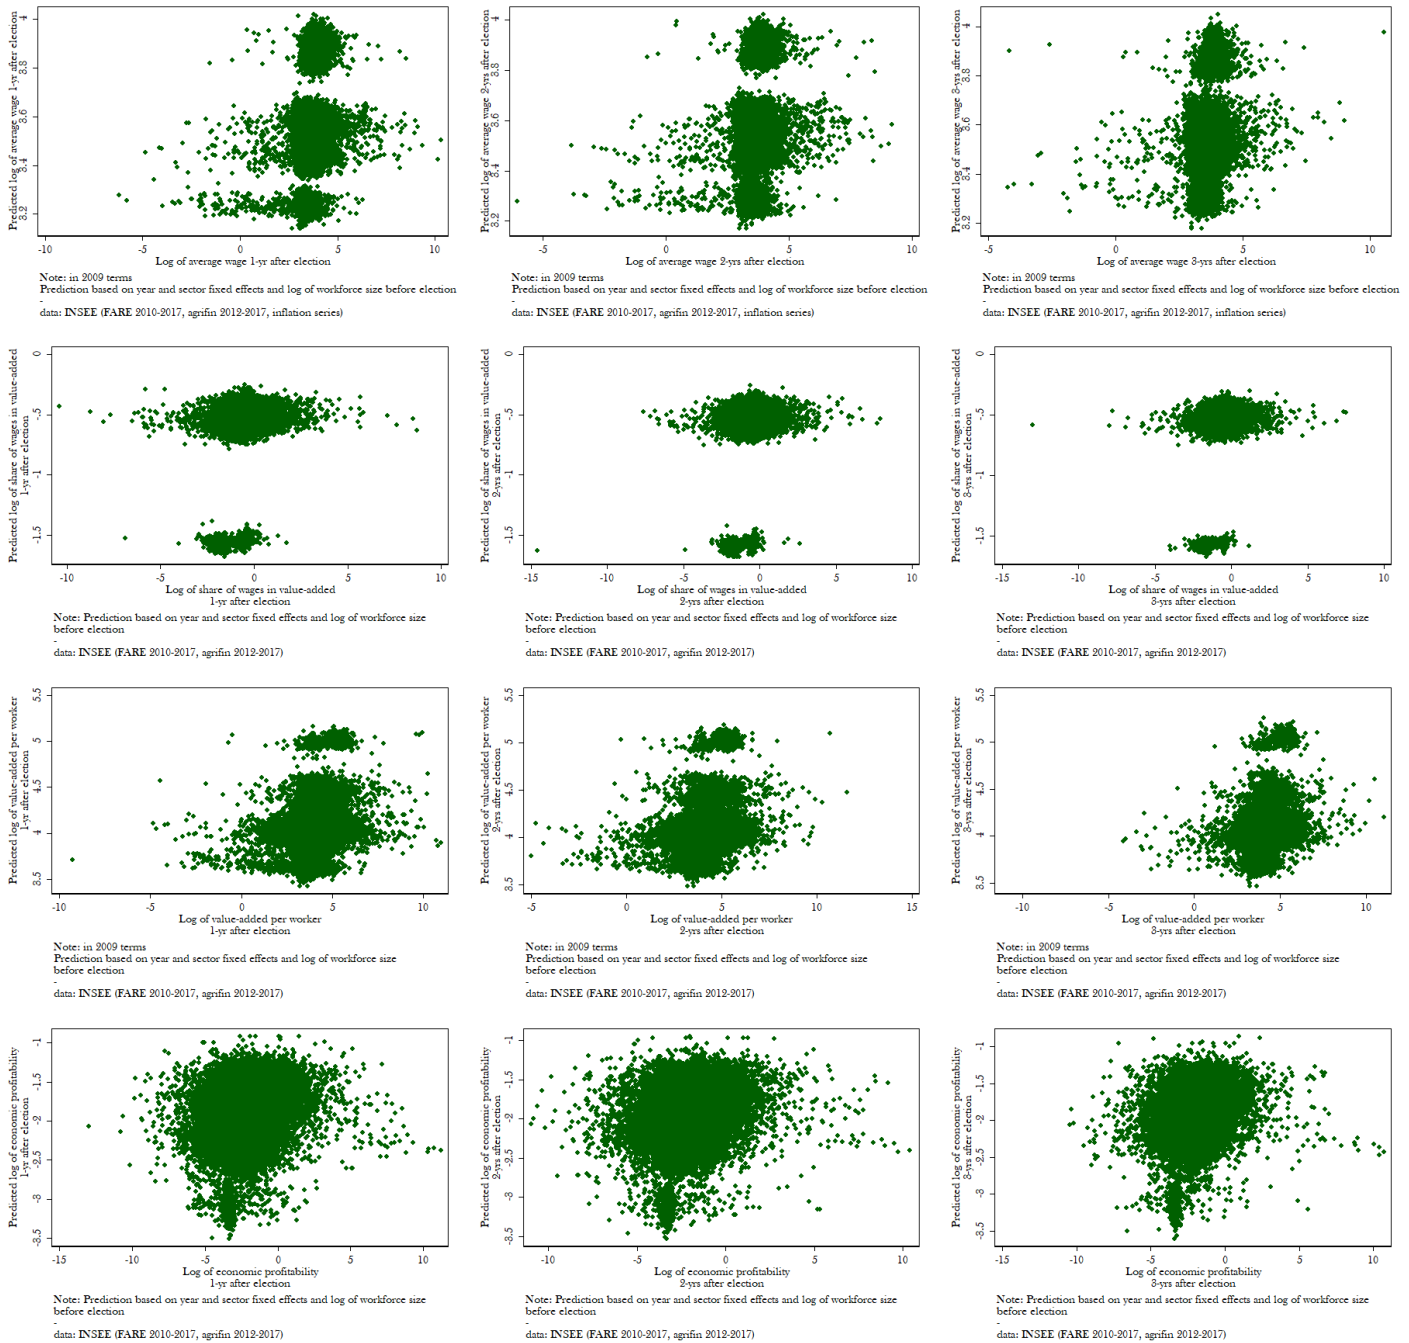 Predicted log of average wage 1-yr after election
3.2 3.4 3.6 3.8 4
-10 -5 0 5 10
Log of average wage 1-yr after election
Note: in 2009 terms
Prediction based on year and sector fixed effects and log of workforce size before election
-
data: INSEE (FARE 2010-2017, agrifin 2012-2017, inflation series)
Predicted log of average wage 2-yrs after election
3.2 3.4 3.6 3.8 4
-5 0 5 10
Log of average wage 2-yrs after election
Note: in 2009 terms
Prediction based on year and sector fixed effects and log of workforce size before election
-
data: INSEE (FARE 2010-2017, agrifin 2012-2017, inflation series)
Predicted log of average wage 3-yrs after election
3.2 3.4 3.6 3.8 4
-5 0 5 10
Log of average wage 3-yrs after election
Note: in 2009 terms
Prediction based on year and sector fixed effects and log of workforce size before election
-
data: INSEE (FARE 2010-2017, agrifin 2012-2017, inflation series)
Predicted log of share of wages in value-added
1-yr after election
-1.5 -1 -.5 0
-10 -5 0 5 10
Log of share of wages in value-added
1-yr after election
Note: Prediction based on year and sector fixed effects and log of workforce size
before election
-
data: INSEE (FARE 2010-2017, agrifin 2012-2017)
Predicted log of share of wages in value-added
2-yrs after election
-1.5 -1 -.5 0
-15 -10 -5 0 5 10
Log of share of wages in value-added
2-yrs after election
Note: Prediction based on year and sector fixed effects and log of workforce size
before election
-
data: INSEE (FARE 2010-2017, agrifin 2012-2017)
Predicted log of share of wages in value-added
3-yrs after election
-1.5 -1 -.5 0
-15 -10 -5 0 5 10
Log of share of wages in value-added
3-yrs after election
Note: Prediction based on year and sector fixed effects and log of workforce size
before election
-
data: INSEE (FARE 2010-2017, agrifin 2012-2017)
Predicted log of value-added per worker
1-yr after election
3.5 4 4.5 5 5.5
-10 -5 0 5 10
Log of value-added per worker
1-yr after election
Note: in 2009 terms
Prediction based on year and sector fixed effects and log of workforce size
before election
-
data: INSEE (FARE 2010-2017, agrifin 2012-2017)
Predicted log of value-added per worker
2-yrs after election
3.5 4 4.5 5 5.5
-5 0 5 10 15
Log of value-added per worker
2-yrs after election
Note: in 2009 terms
Prediction based on year and sector fixed effects and log of workforce size
before election
-
data: INSEE (FARE 2010-2017, agrifin 2012-2017)
Predicted log of value-added per worker
3-yrs after election
3.5 4 4.5 5 5.5
-10 -5 0 5 10
Log of value-added per worker
3-yrs after election
Note: in 2009 terms
Prediction based on year and sector fixed effects and log of workforce size
before election
-
data: INSEE (FARE 2010-2017, agrifin 2012-2017)
Predicted log of economic profitability
1-yr after election
-3.5 -3 -2.5 -2 -1.5 -1
-15 -10 -5 0 5 10
Log of economic profitability
1-yr after election
Note: Prediction based on year and sector fixed effects and log of workforce size
before election
-
data: INSEE (FARE 2010-2017, agrifin 2012-2017)
Predicted log of economic profitability
2-yrs after election
-3.5 -3 -2.5 -2 -1.5 -1
-10 -5 0 5 10
Log of economic profitability
2-yrs after election
Note: Prediction based on year and sector fixed effects and log of workforce size
before election
-
data: INSEE (FARE 2010-2017, agrifin 2012-2017)
Predicted log of economic profitability
3-yrs after election
-3.5 -3 -2.5 -2 -1.5 -1
-15 -10 -5 0 5 10
Log of economic profitability
3-yrs after election
Note: Prediction based on year and sector fixed effects and log of workforce size
before election
-
data: INSEE (FARE 2010-2017, agrifin 2012-2017)